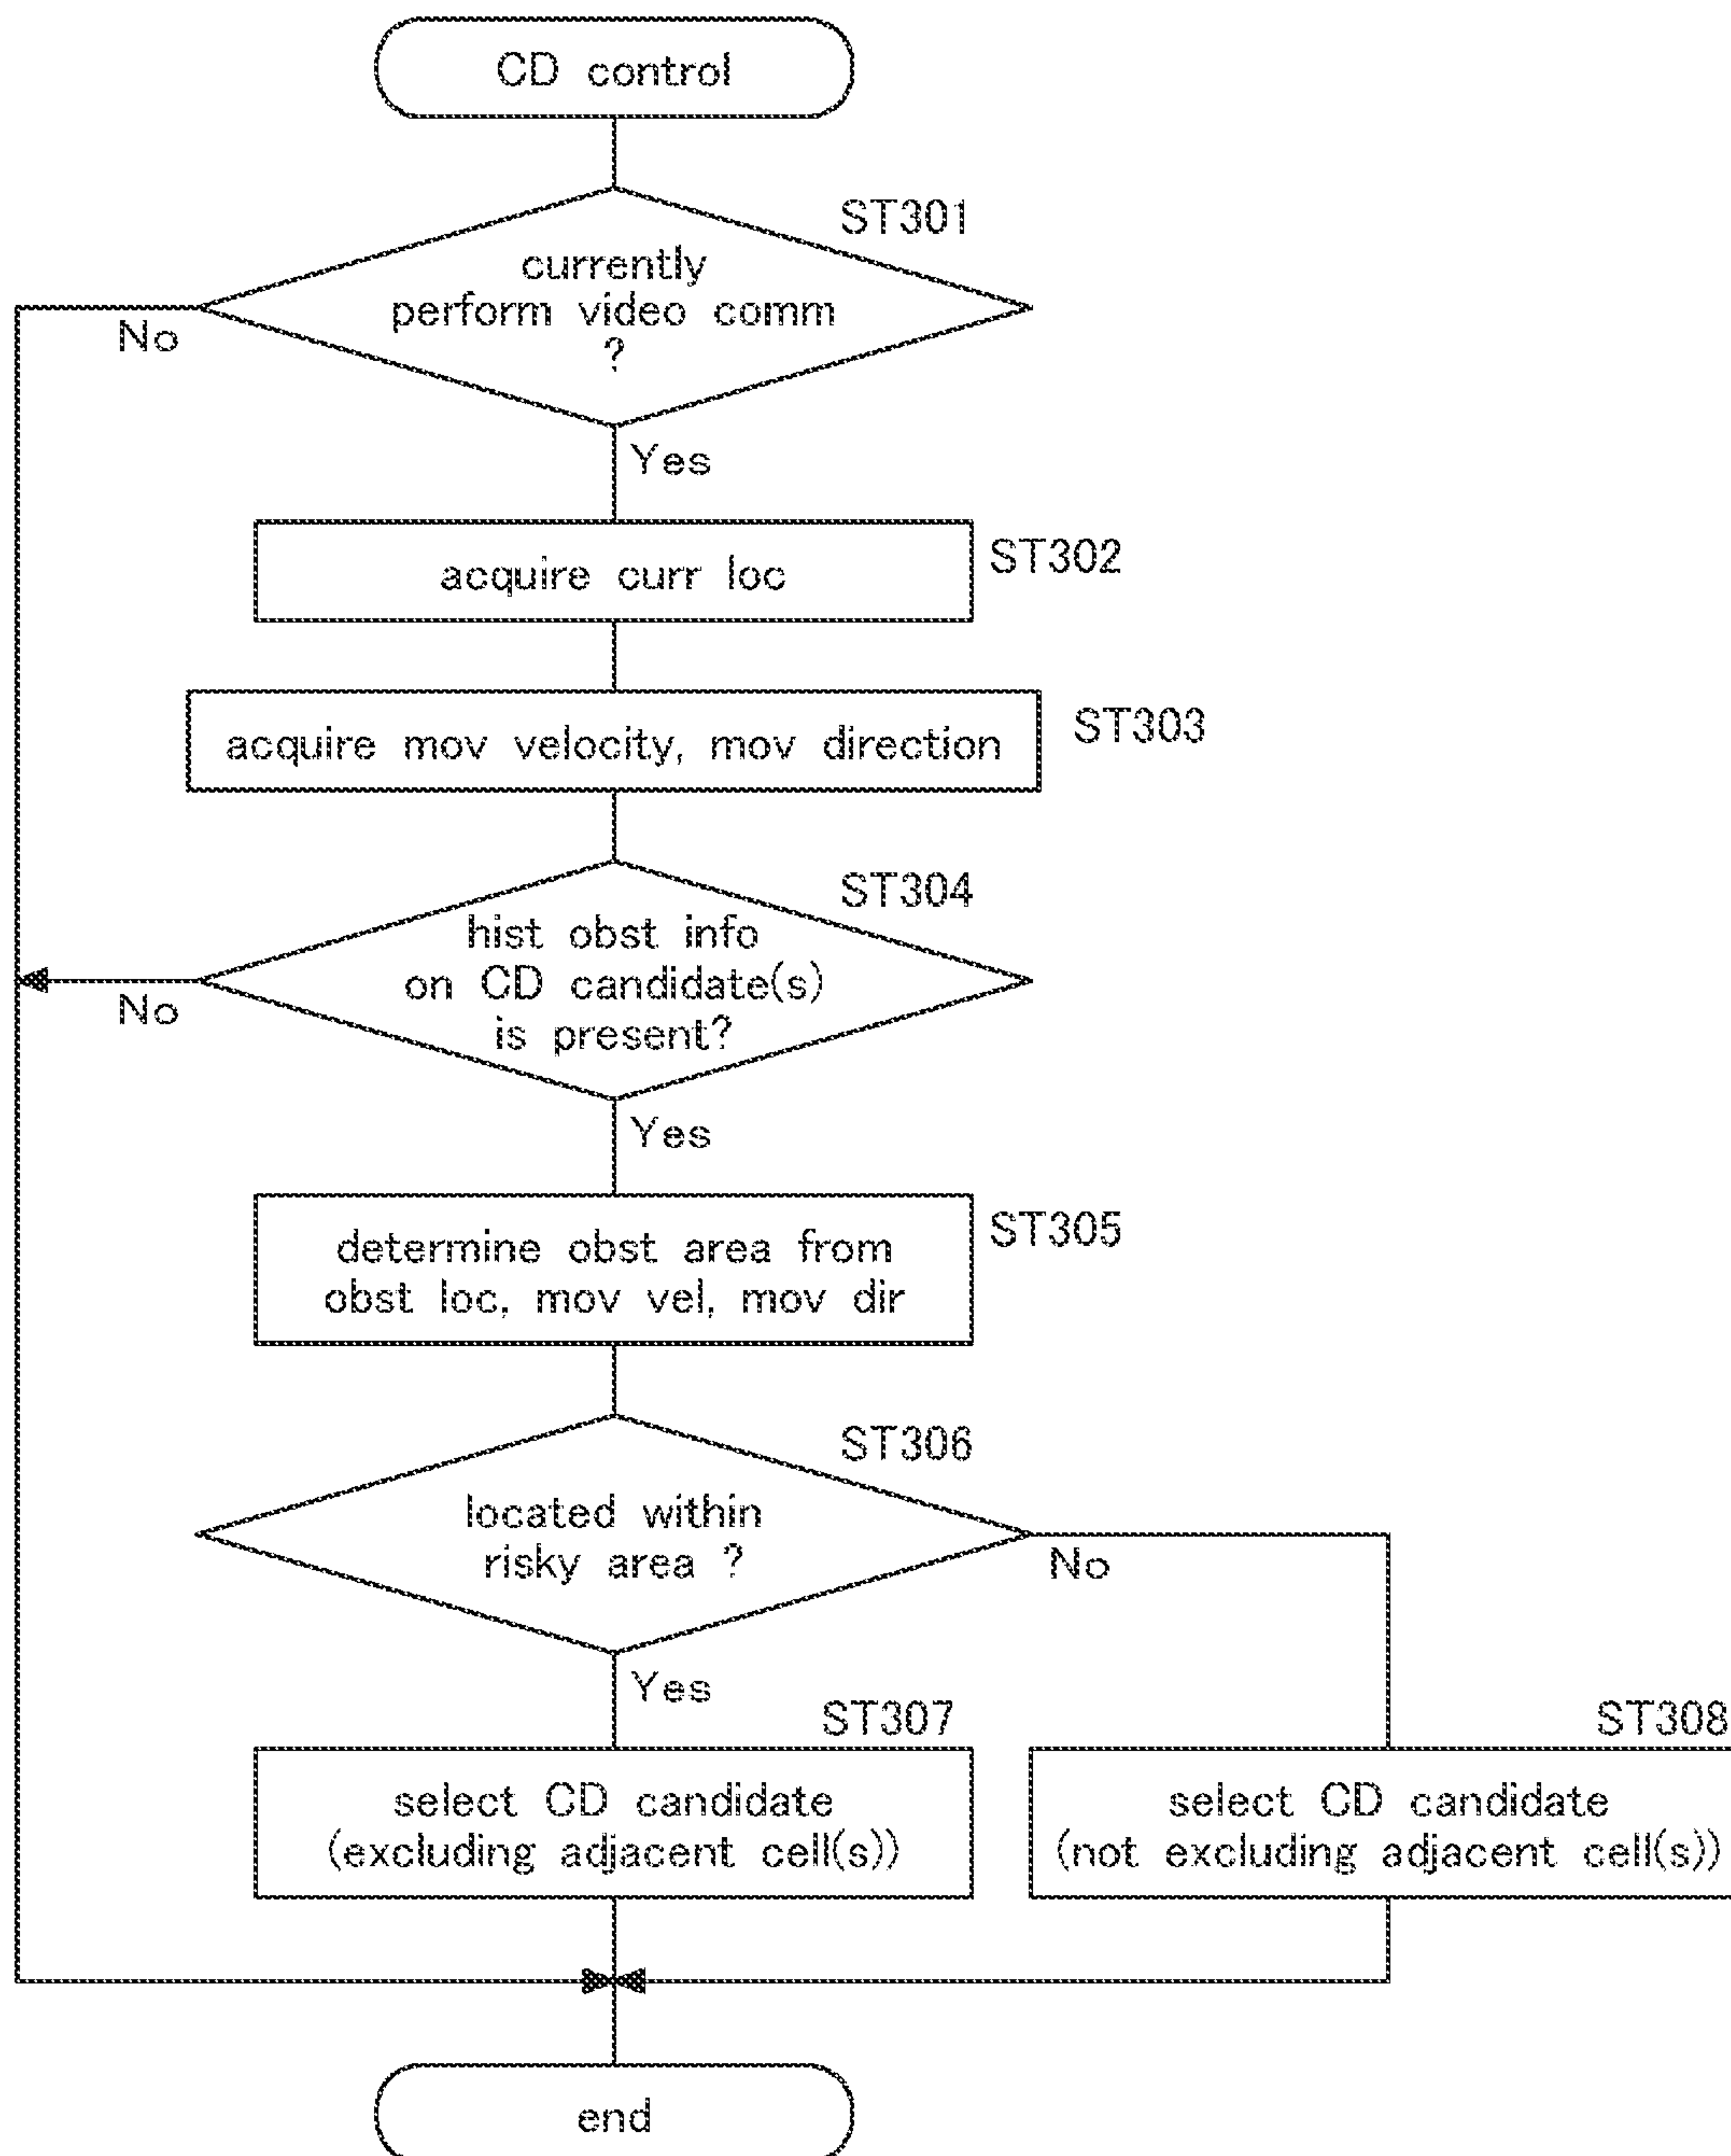 CD control
ST301
currently
perform video comm
?
No
Yes
ST302
acquire curr loc
ST303
acquire mov velocity, mov direction
ST304
hist obst info
on CD candidate(s)
is present?
No
Yes
ST305
determine obst area from
obst loc, mov vel, mov dir
ST306
located within
risky area ?
No
Yes
ST307
select CD candidate
(excluding adjacent cell(s))
ST308
select CD candidate
(not excluding adjacent cell(s))
end